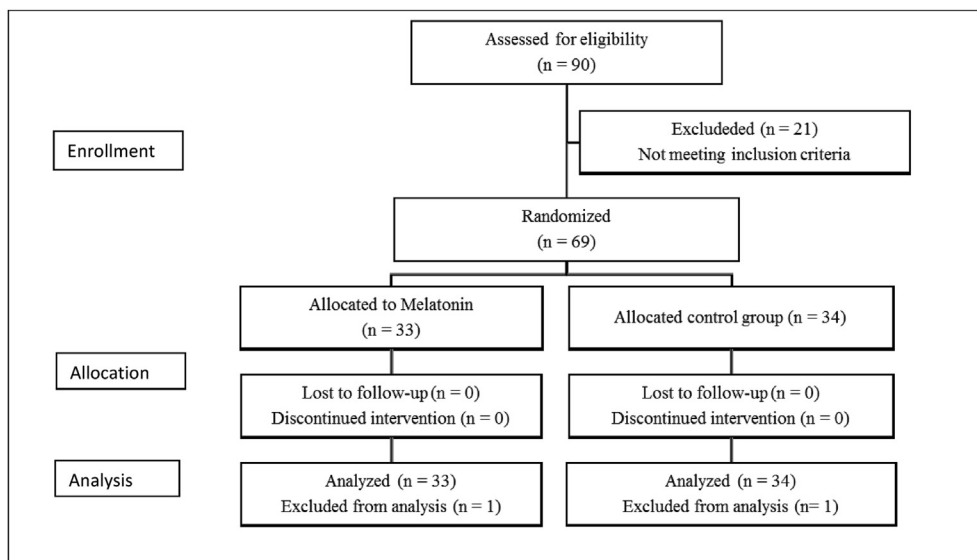 Assessed for eligibility
(n = 90)
Enrollment
Excludeded (n = 21)
Not meeting inclusion criteria
Randomized
(n = 69)
Allocated to Melatonin
(n = 33)
Allocated control group (n = 34)
Allocation
Lost to follow-up (n = 0)
Discontinued intervention (n = 0)
Lost to follow-up (n = 0)
Discontinued intervention (n = 0)
Analysis
Analyzed (n = 33)
Excluded from analysis (n= 1)
Analyzed (n = 34)
Excluded from analysis (n= 1)